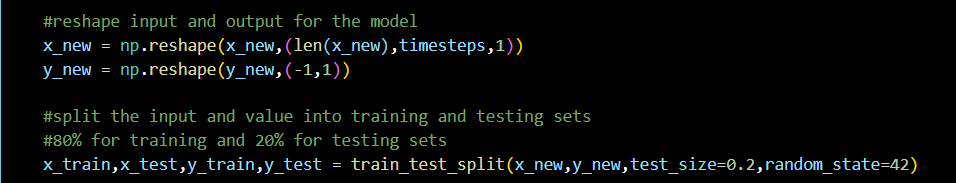 #reshape input and output for the model
x_new = np.reshape(x_new,(len(x_new),timesteps,1))
y_new = np.reshape(y_new,(-1,1))
#split the input and value into training and testing sets
#80% for training and 20% for testing sets
x_train,x_test,y_train,y_test = train_test_split(x_new,y_new,test_size=0.2,random_state=42)